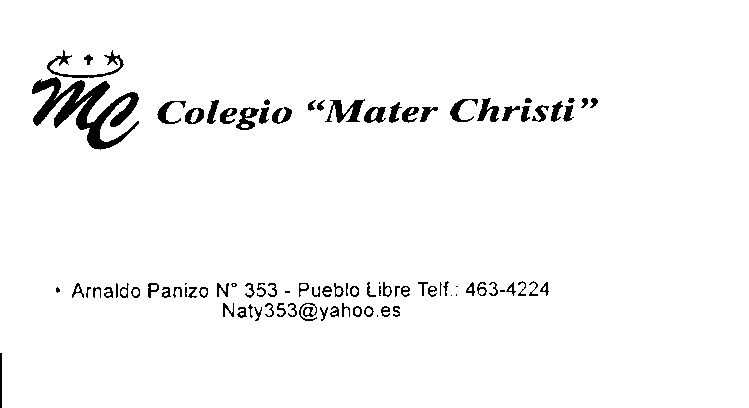 MC Colegio “Mater Christi”
• Arnaldo Panizo N° 353 - Pueblo Libre Telf.: 463-4224
Naty353@yahoo.es